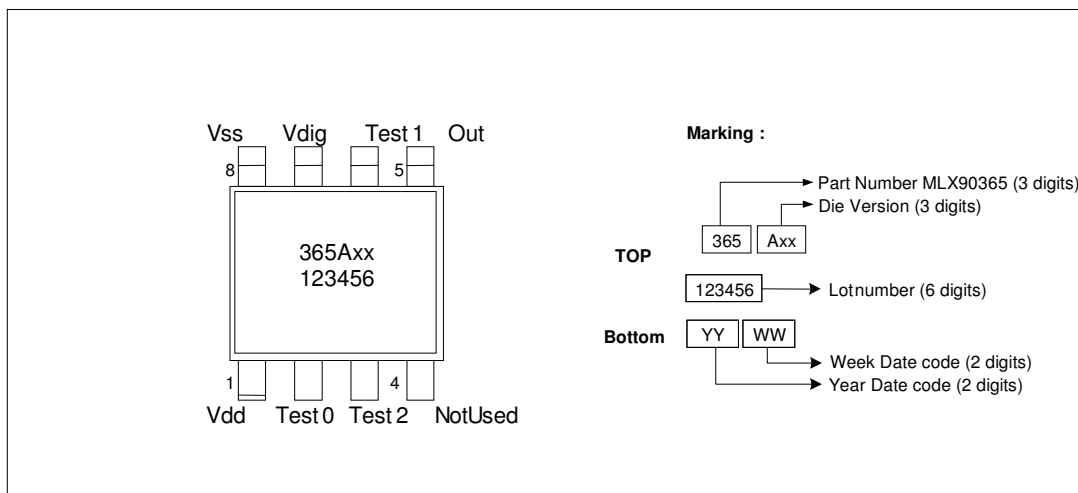 Vss Vdig Test 1 Out
8 5
365Axx
123456
1 4
Vdd Test 0 Test 2 NotUsed
Marking :
Part Number MLX90365 (3 digits)
Die Version (3 digits)
365 Axx
TOP
123456 Lotnumber (6 digits)
Bottom YY WW
Week Date code (2 digits)
Year Date code (2 digits)